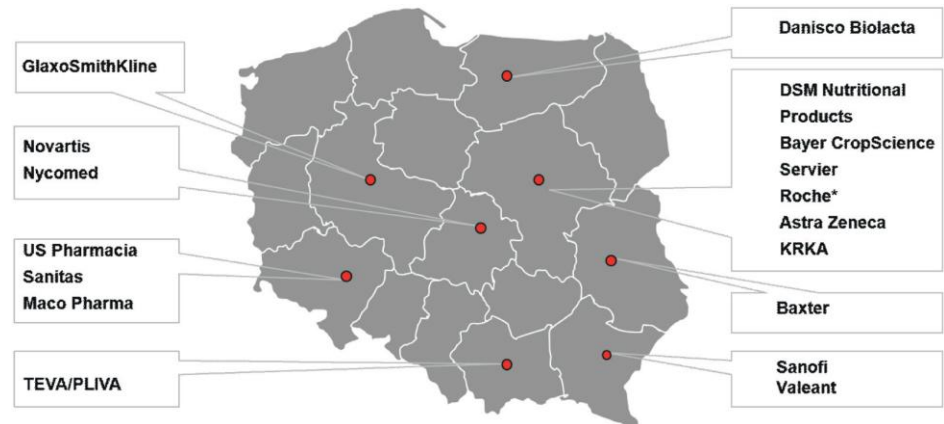 GlaxoSmithKline
Novartis
Nycomed
US Pharmacia
Sanitas
Maco Pharma
TEVA/PLIVA
Danisco Biolacta
DSM Nutritional
Products
Bayer CropScience
Servier
Roche*
Astra Zeneca
KRKA
Baxter
Sanofi
Valeant